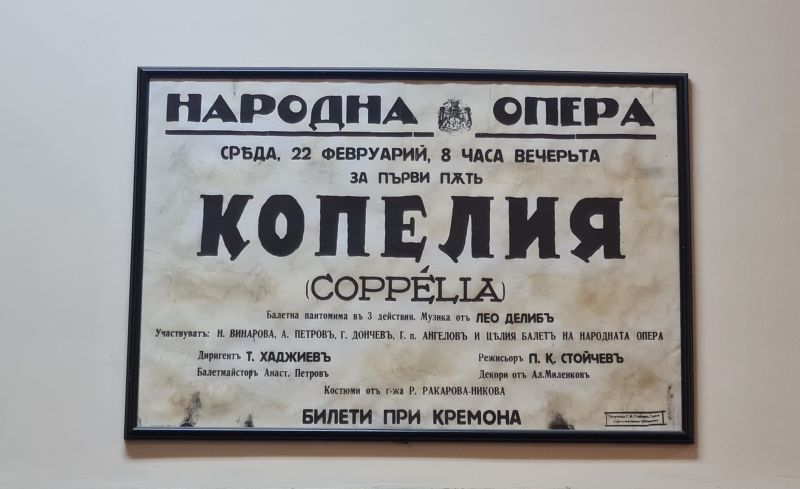 НАРОДНА ОПЕРА
СРѢДА, 22 ФЕВРУАРИЙ, 8 ЧАСА ВЕЧЕРЬТА
ЗА ПЪРВИ ПѪТЬ
КОПЕЛИЯ
(COPPÉLIA)
Балетна пантомима въ 3 действия. Музика отъ ЛЕО ДЕЛИБЪ
Участвуватъ: Н. ВИНАРОВА, А. ПЕТРОВЪ, Г. ДОНЧЕВЪ, Г. п. АНГЕЛОВЪ И ЦѢЛИЯ БАЛЕТЪ НА НАРОДНАТА ОПЕРА
Диригентъ Т. ХАДЖИЕВЪ
Режисьоръ П. К. СТОЙЧЕВЪ
Балетмайсторъ Анаст. Петровъ
Декори отъ Ал.Миленковъ
Костюми отъ г-жа Р. РАКАРОВА-НИКОВА
БИЛЕТИ ПРИ КРЕМОНА